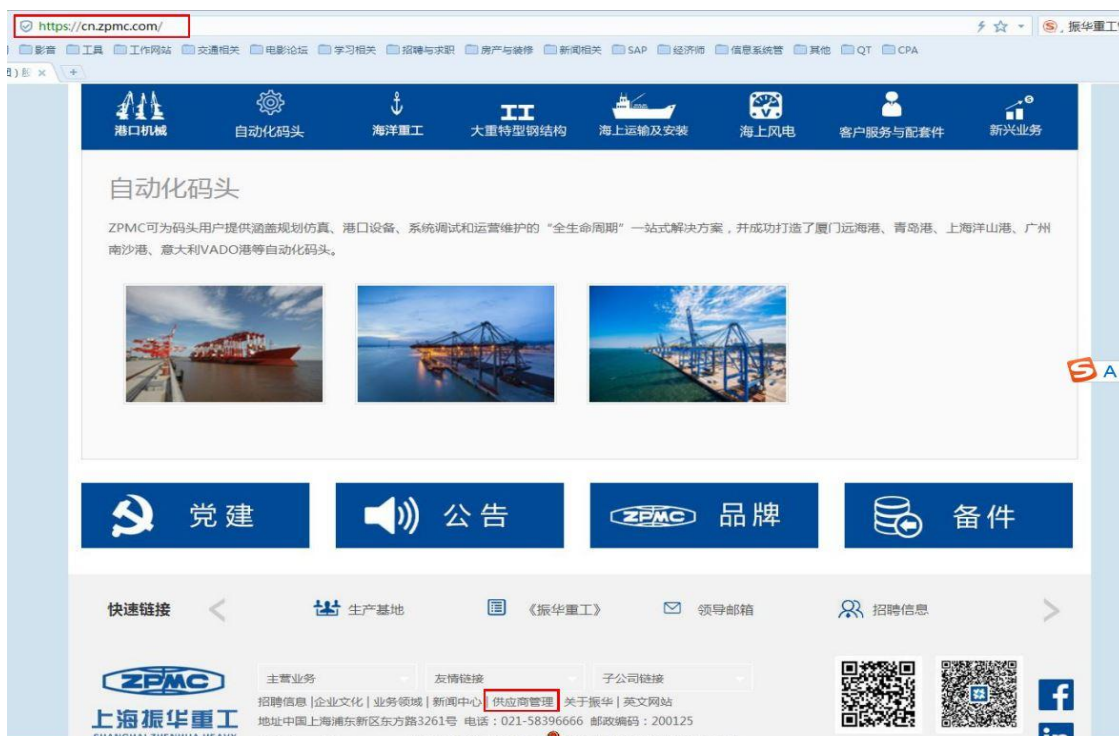 https://cn.zpmc.com/
振华重工
影音 工具 工作网站 交通相关 电影论坛 学习相关 招聘与求职 房产与装修 新闻相关 SAP 经济师 信息系统管 其他 QT CPA
港口机械 自动化码头 海洋重工 大重特型钢结构 海上运输及安装 海上风电 客户服务与配套件 新兴业务
自动化码头
ZPMC可为码头用户提供涵盖规划仿真、港口设备、系统调试和运营维护的“全生命周期”一站式解决方案，并成功打造了厦门远海港、青岛港、上海洋山港、广州
南沙港、意大利VADO港等自动化码头。
S A
党建 公告 ZPMC 品牌 备件
快速链接 生产基地 《振华重工》 领导邮箱 招聘信息
ZPMC
上海振华重工
主营业务 友情链接 子公司链接
招聘信息 | 企业文化 | 业务领域 | 新闻中心 | 供应商管理 关于振华 | 英文网站
地址中国上海浦东新区东方路3261号 电话：021-58396666 邮政编码：200125
SHANGHAI ZHENHUA HEAVY
f
in